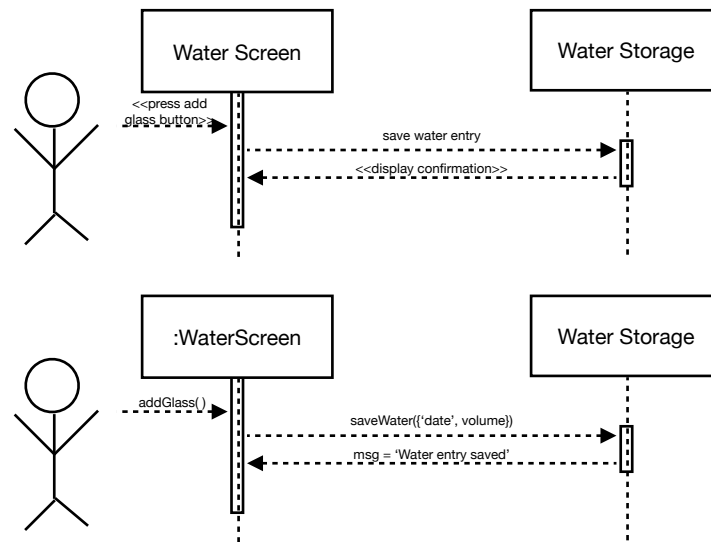 Water Screen
Water Storage
<<press add
glass button>>
save water entry
<<display confirmation>>
:WaterScreen
Water Storage
addGlass( )
saveWater({‘date’, volume})
msg = ‘Water entry saved’